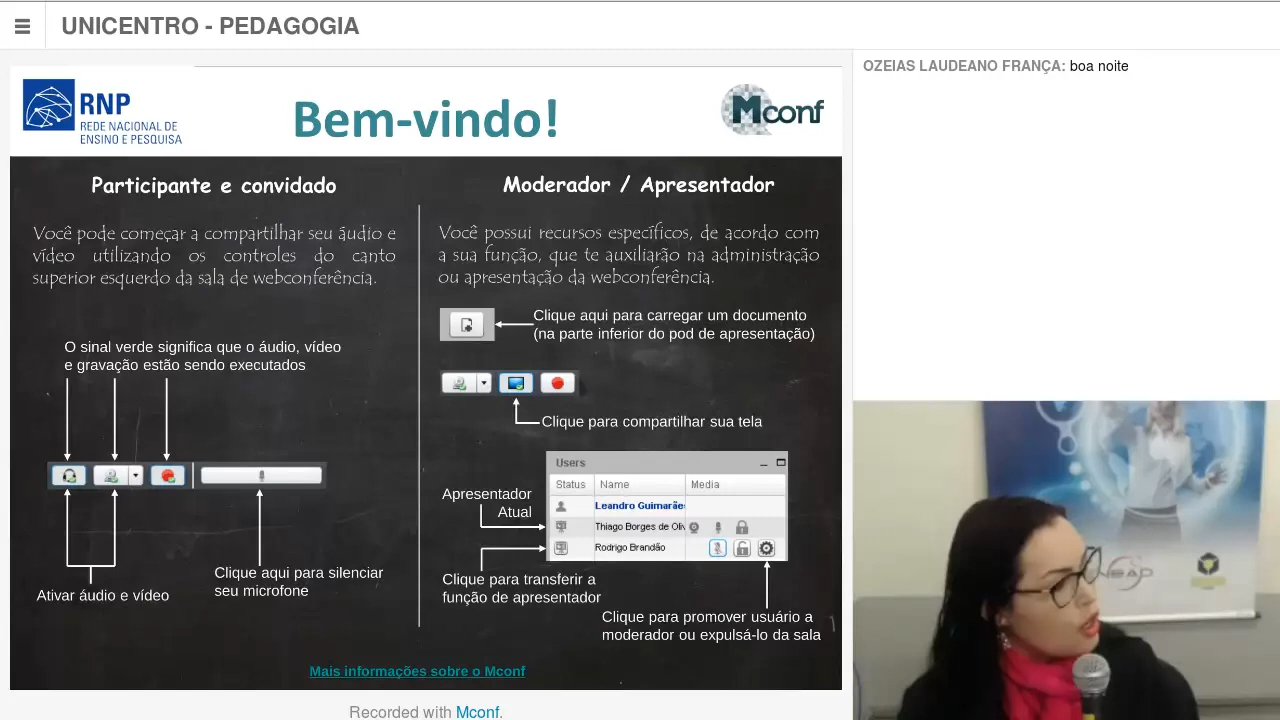 UNICENTRO - PEDAGOGIA
RNP
REDE NACIONAL DE
ENSINO E PESQUISA
Bem-vindo!
Mconf
Participante e convidado
Você pode começar a compartilhar seu áudio e
vídeo utilizando os controles do canto
superior esquerdo da sala de webconferência.
O sinal verde significa que o áudio, vídeo
e gravação estão sendo executados
Ativar áudio e vídeo
Clique aqui para silenciar
seu microfone
Moderador / Apresentador
Você possui recursos específicos, de acordo com
a sua função, que te auxiliarão na administração
ou apresentação da webconferência.
Clique aqui para carregar um documento
(na parte inferior do pod de apresentação)
Clique para compartilhar sua tela
Users
Status Name Media
Leandro Guimarães
Thiago Borges de Oliv
Rodrigo Brandão
Apresentador
Atual
Clique para transferir a
função de apresentador
Clique para promover usuário a
moderador ou expulsá-lo da sala
Mais informações sobre o Mconf
Recorded with Mconf.
OZEIAS LAUDEANO FRANÇA: boa noite